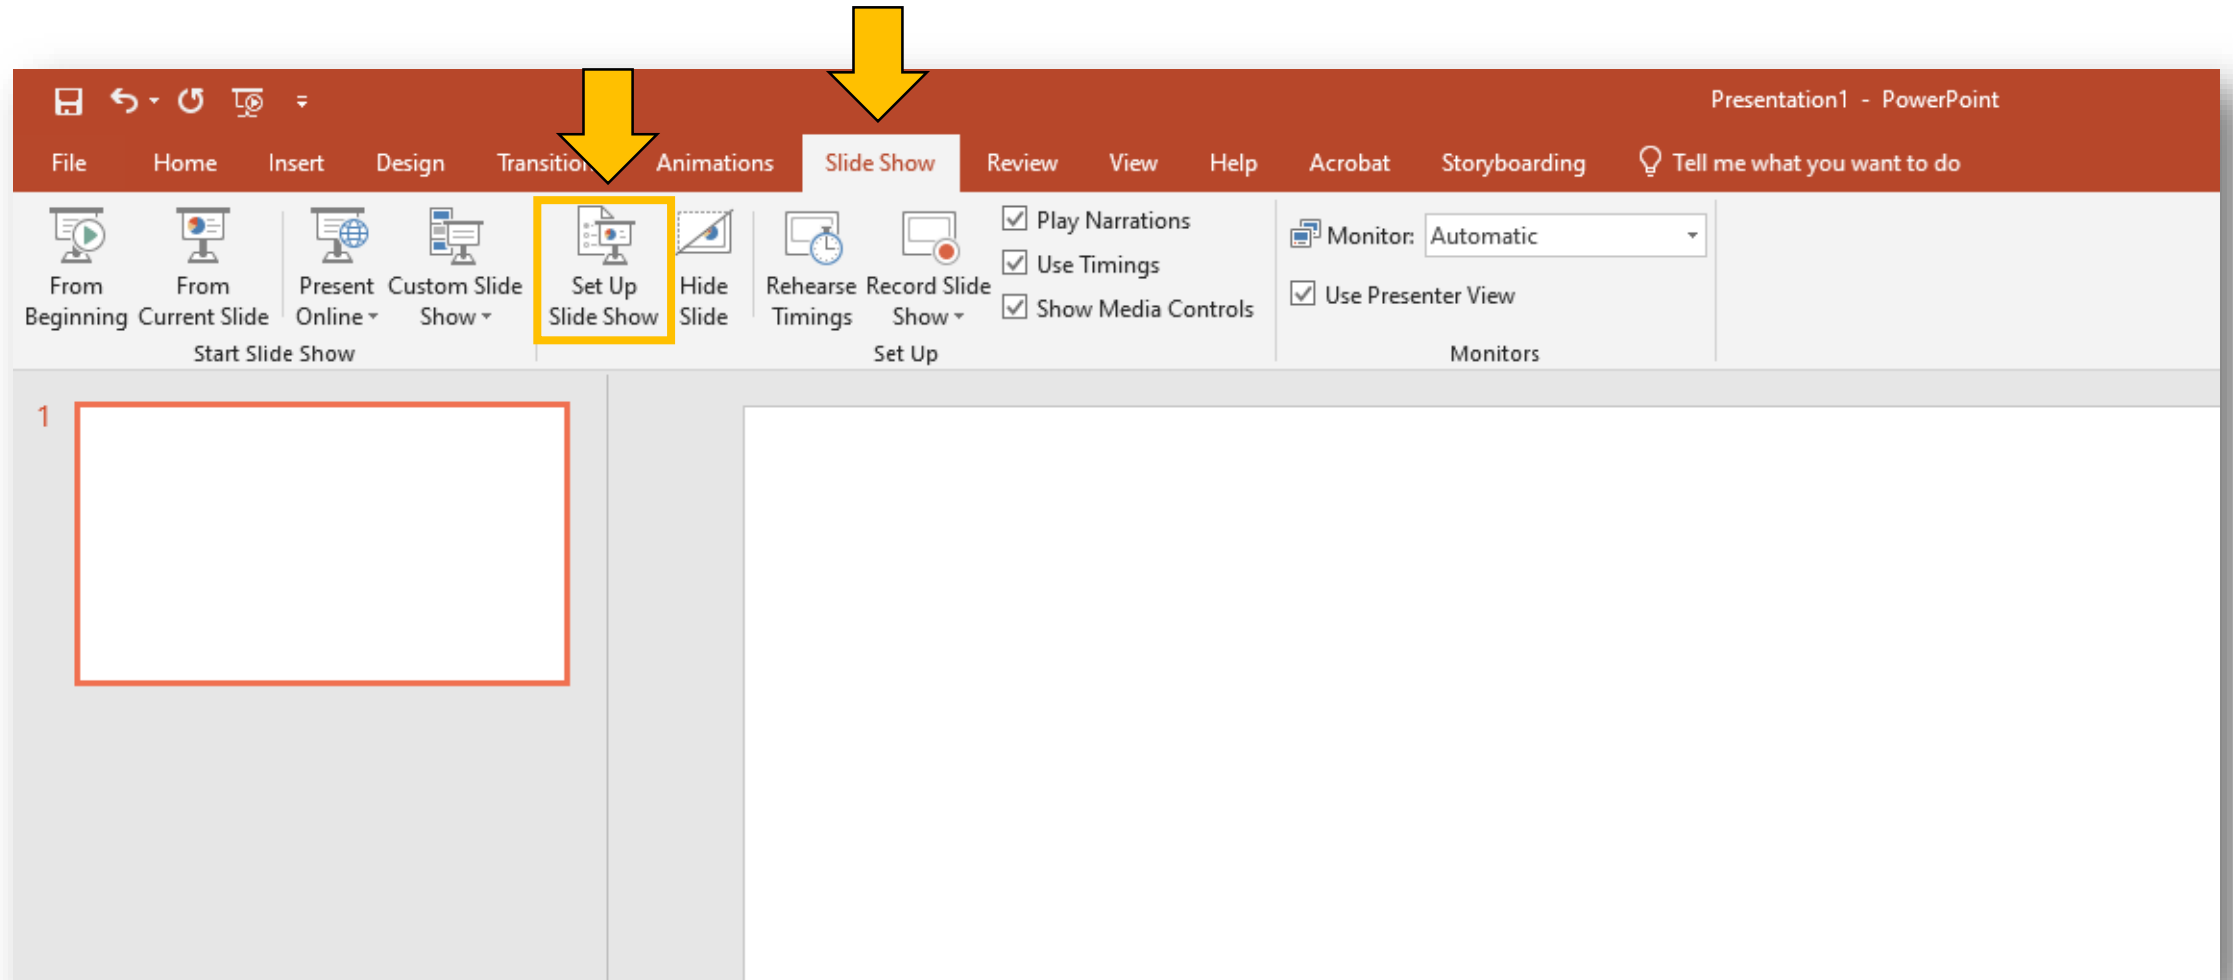 Presentation1 - PowerPoint
File Home Insert Design Animations Slide Show Review View Help Acrobat Storyboarding Tell me what you want to do
From Beginning
From Current Slide
Present Online
Custom Slide Show
Start Slide Show
Set Up Slide Show
Hide Slide
Rehearse Timings
Record Slide Show
Play Narrations
Use Timings
Show Media Controls
Set Up
Monitor: Automatic
Use Presenter View
Monitors
1